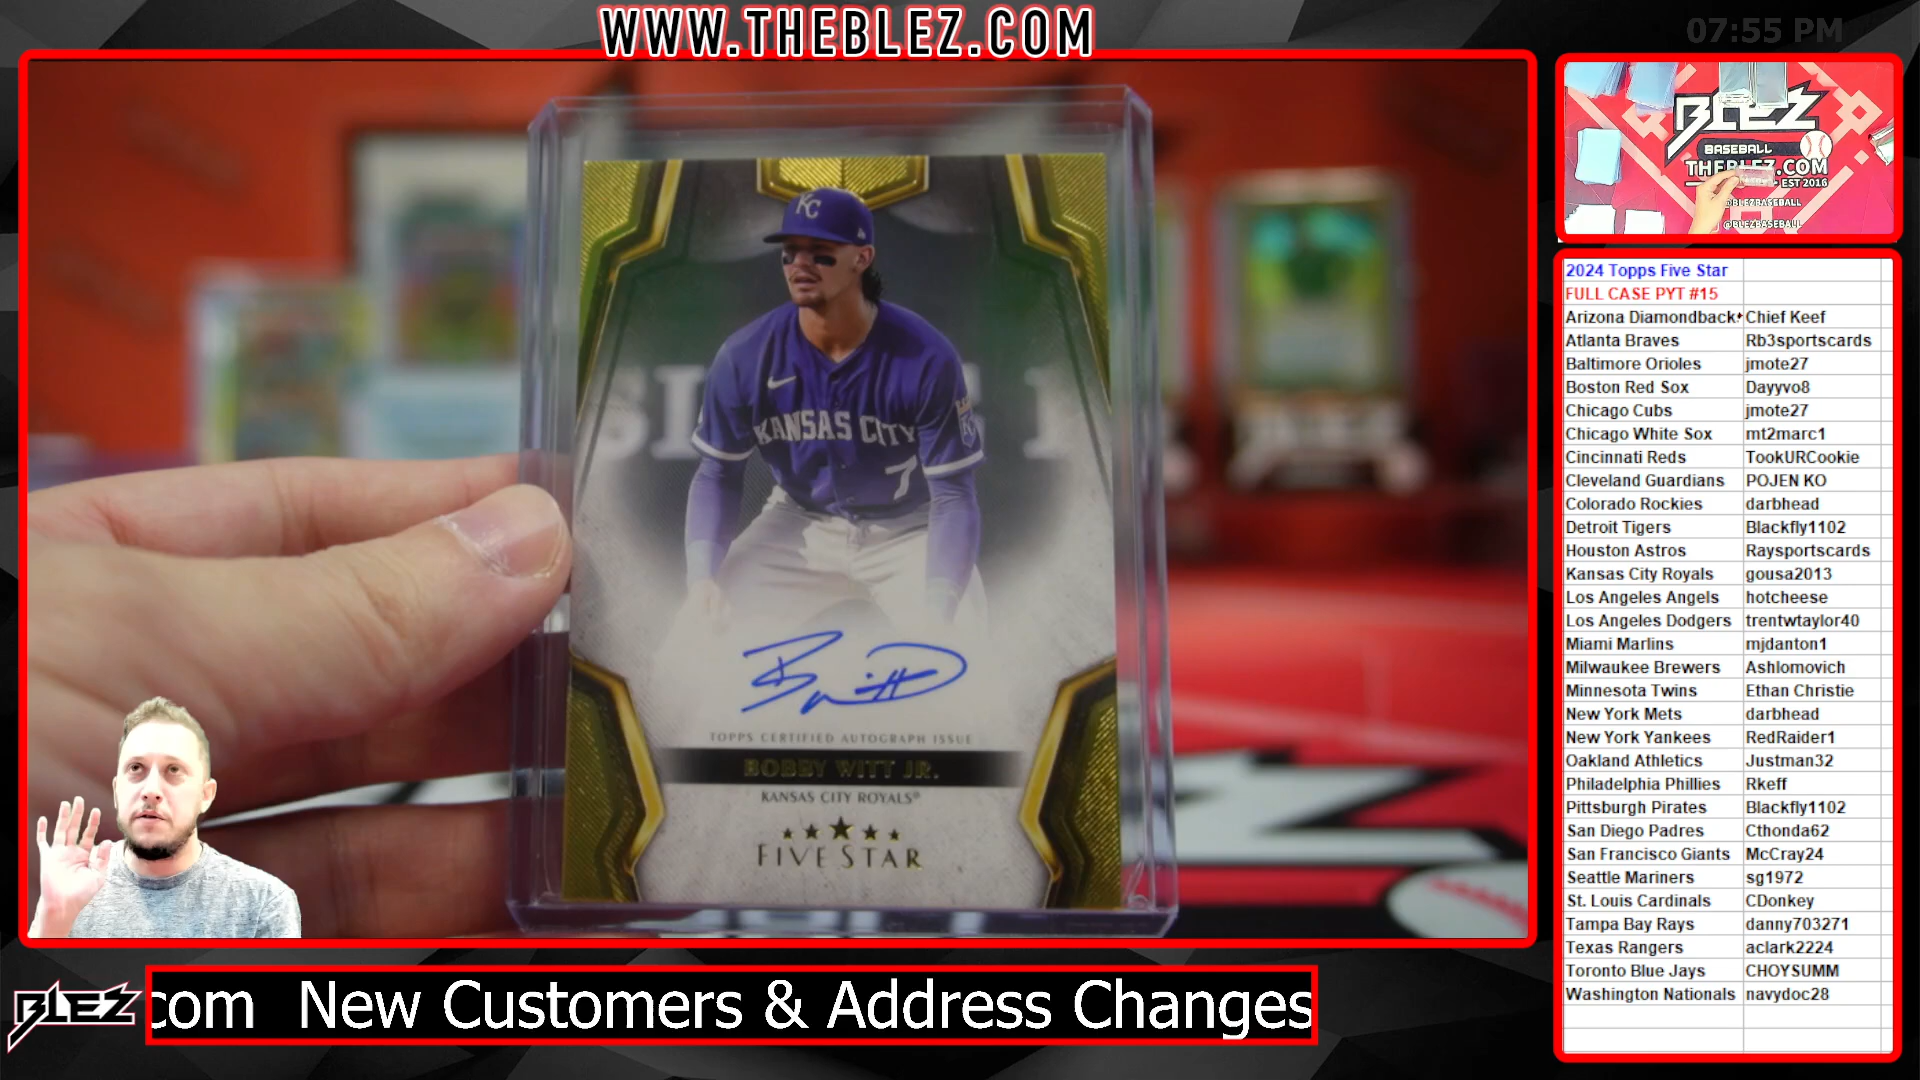 WWW.THEBLEZ.COM
07:55 PM
KC
KANSAS CITY
7
TOPPS CERTIFIED AUTOGRAPH ISSUE
BOBBY WITT JR.
KANSAS CITY ROYALS®
FIVE STAR
BLEZ
BASEBALL
THEBLEZ.COM
EST 2016
@BLEZBASEBALL
@BLEZBASEBALL
2024 Topps Five Star
FULL CASE PYT #15
Arizona Diamondback Chief Keef
Atlanta Braves Rb3sportscards
Baltimore Orioles jmote27
Boston Red Sox Dayyvo8
Chicago Cubs jmote27
Chicago White Sox mt2marc1
Cincinnati Reds TookURCookie
Cleveland Guardians POJEN KO
Colorado Rockies darbhead
Detroit Tigers Blackfly1102
Houston Astros Raysportscards
Kansas City Royals gousa2013
Los Angeles Angels hotcheese
Los Angeles Dodgers trentwtaylor40
Miami Marlins mjdanton1
Milwaukee Brewers Ashlomovich
Minnesota Twins Ethan Christie
New York Mets darbhead
New York Yankees RedRaider1
Oakland Athletics Justman32
Philadelphia Phillies Rkeff
Pittsburgh Pirates Blackfly1102
San Diego Padres Cthonda62
San Francisco Giants McCray24
Seattle Mariners sg1972
St. Louis Cardinals CDonkey
Tampa Bay Rays danny703271
Texas Rangers aclark2224
Toronto Blue Jays CHOYSUMM
Washington Nationals navydoc28
BLEZ
com New Customers & Address Changes